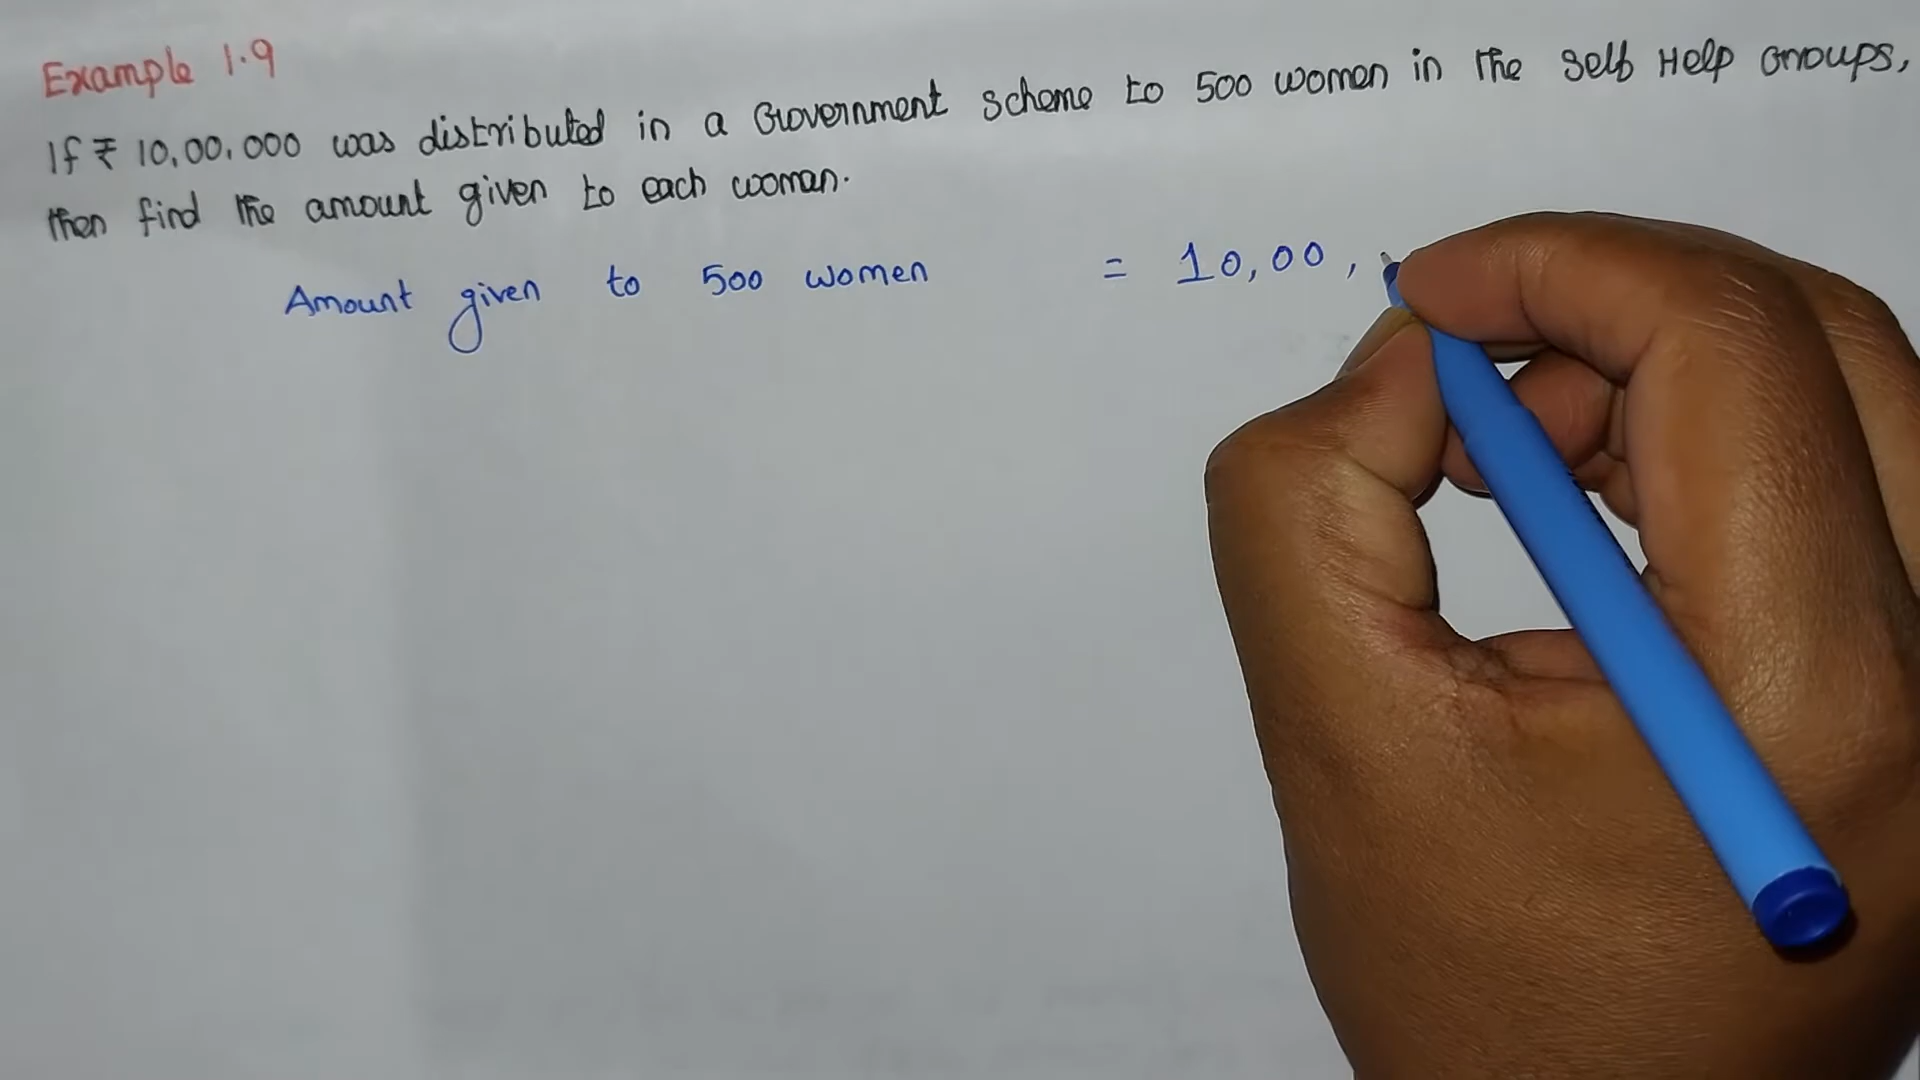 Example 1.9
If ₹ 10,00,000 was distributed in a Government scheme to 500 women in the Self Help Groups,
then find the amount given to each woman.
Amount given to 500 women = 10,00,